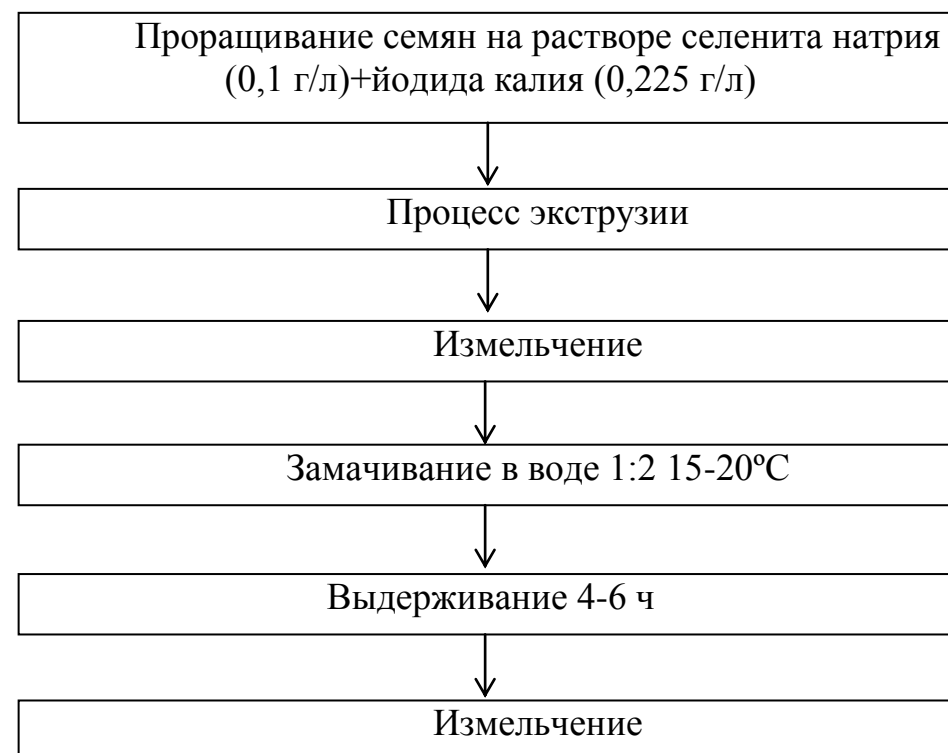 Проращивание семян на растворе селенита натрия
(0,1 г/л)+йодида калия (0,225 г/л)
Процесс экструзии
Измельчение
Замачивание в воде 1:2 15-20ºС
Выдерживание 4-6 ч
Измельчение